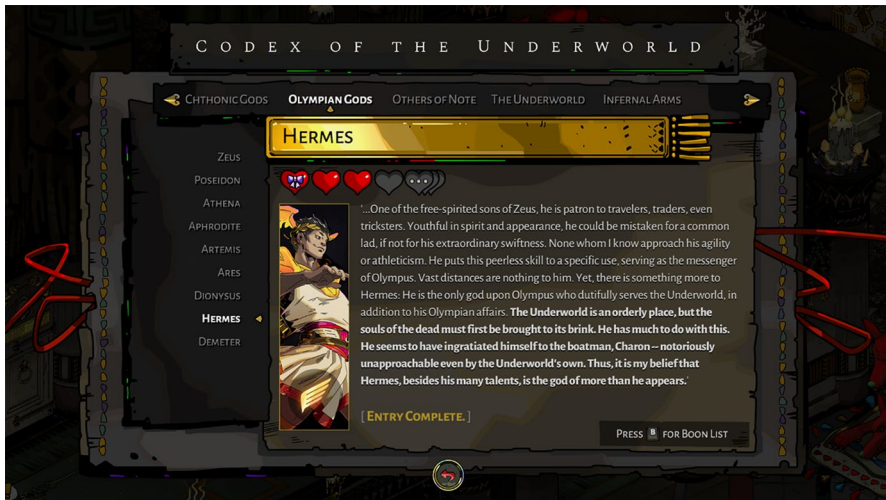 CODEX OF THE UNDERWORLD
CHTHONIC GODS OLYMPIAN GODS OTHERS OF NOTE THE UNDERWORLD INFERNAL ARMS
HERMES
ZEUS
POSEIDON
ATHENA
APHRODITE
ARTEMIS
ARES
DIONYSUS
HERMES
DEMETER
'...One of the free-spirited sons of Zeus, he is patron to travelers, traders, even
tricksters. Youthful in spirit and appearance, he could be mistaken for a common
lad, if not for his extraordinary swiftness. None whom I know approach his agility
or athleticism. He puts this peerless skill to a specific use, serving as the messenger
of Olympus. Vast distances are nothing to him. Yet, there is something more to
Hermes: He is the only god upon Olympus who dutifully serves the Underworld, in
addition to his Olympian affairs. The Underworld is an orderly place, but the
souls of the dead must first be brought to its brink. He has much to do with this.
He seems to have ingratiated himself to the boatman, Charon -- notoriously
unapproachable even by the Underworld's own. Thus, it is my belief that
Hermes, besides his many talents, is the god of more than he appears.'
[ ENTRY COMPLETE. ]
PRESS B FOR BOON LIST